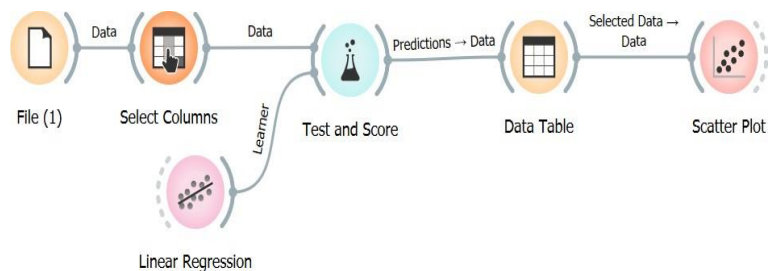 Data
Data
Predictions → Data
Selected Data →
Data
File (1)
Select Columns
Learner
Test and Score
Data Table
Scatter Plot
Linear Regression